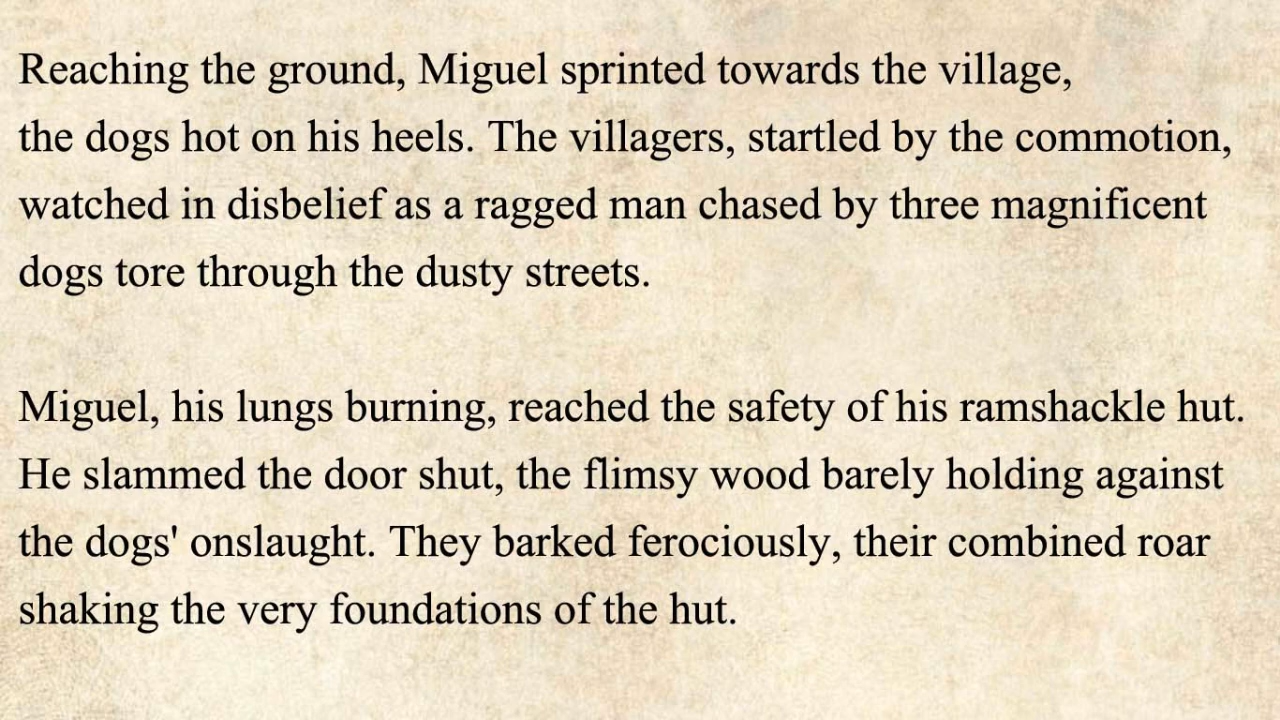 Reaching the ground, Miguel sprinted towards the village,
the dogs hot on his heels. The villagers, startled by the commotion,
watched in disbelief as a ragged man chased by three magnificent
dogs tore through the dusty streets.
Miguel, his lungs burning, reached the safety of his ramshackle hut.
He slammed the door shut, the flimsy wood barely holding against
the dogs' onslaught. They barked ferociously, their combined roar
shaking the very foundations of the hut.